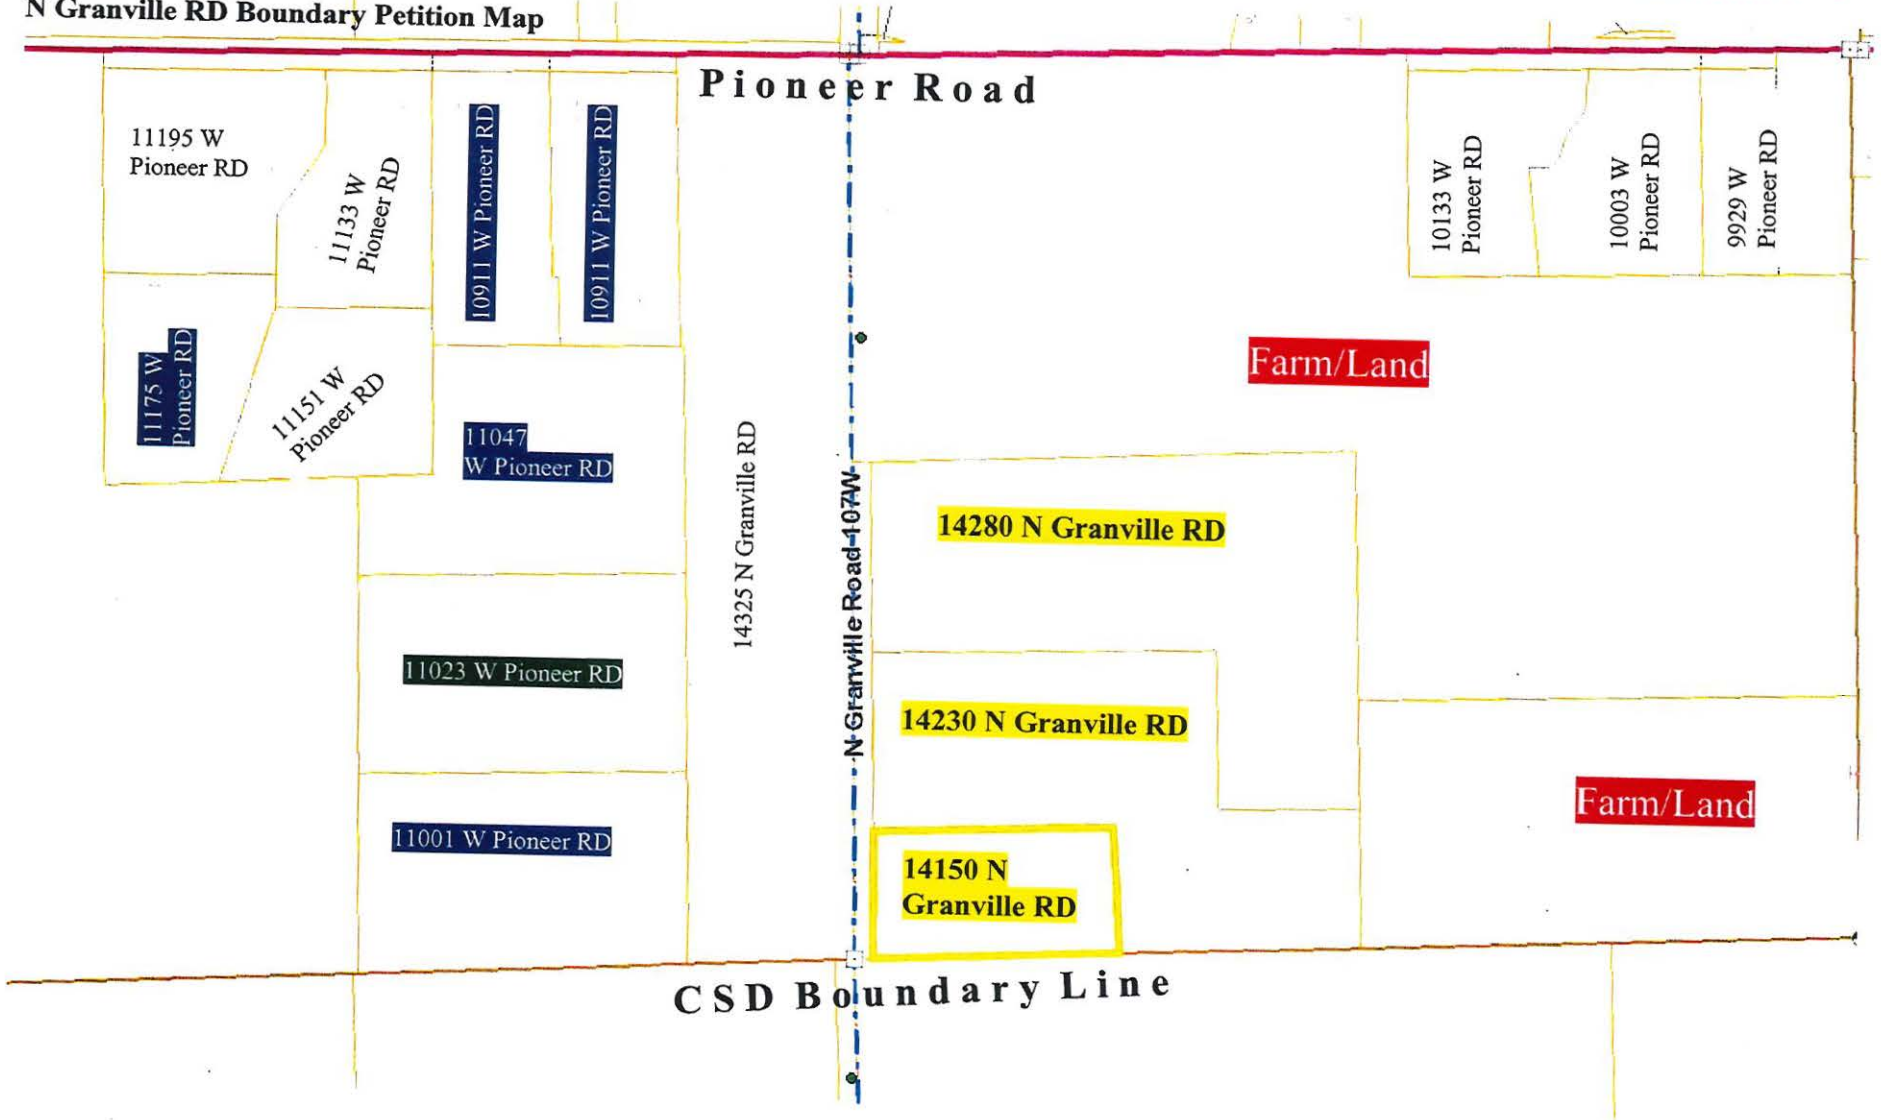 N Granville RD Boundary Petition Map
Pioneer Road
11195 W
Pioneer RD
11133 W
Pioneer RD
10911 W Pioneer RD
10911 W Pioneer RD
10133 W
Pioneer RD
10003 W
Pioneer RD
9929 W
Pioneer RD
11175 W
Pioneer RD
11151 W
Pioneer RD
11047
W Pioneer RD
14325 N Granville RD
N Granville Road 107W
Farm/Land
14280 N Granville RD
11023 W Pioneer RD
14230 N Granville RD
Farm/Land
11001 W Pioneer RD
14150 N
Granville RD
CSD Boundary Line